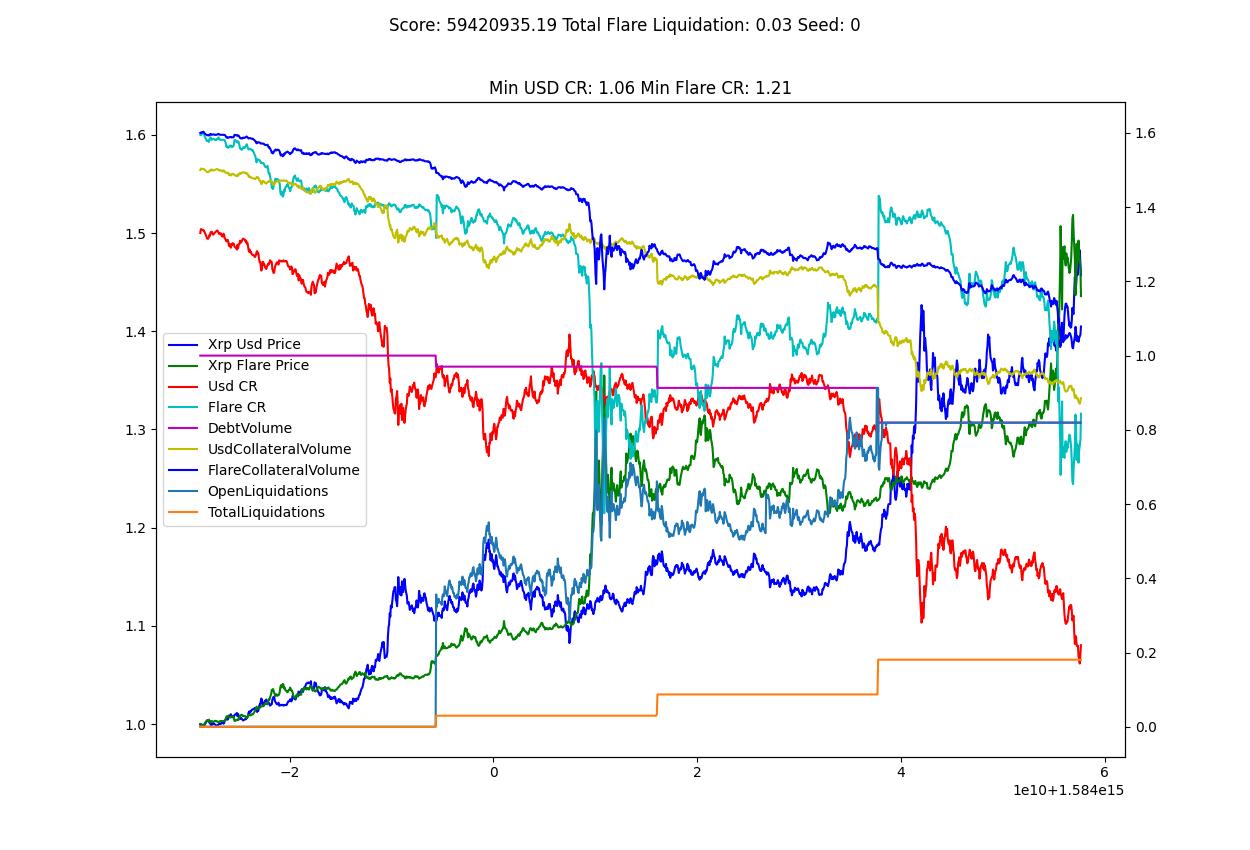 Score: 59420935.19 Total Flare Liquidation: 0.03 Seed: 0
Min USD CR: 1.06 Min Flare CR: 1.21
1.6
1.5
1.4
1.3
1.2
1.1
1.0
Xrp Usd Price
Xrp Flare Price
Usd CR
Flare CR
DebtVolume
UsdCollateralVolume
FlareCollateralVolume
OpenLiquidations
TotalLiquidations
1.6
1.4
1.2
1.0
0.8
0.6
0.4
0.2
0.0
−2 0 2 4 6
1e10+1.584e15